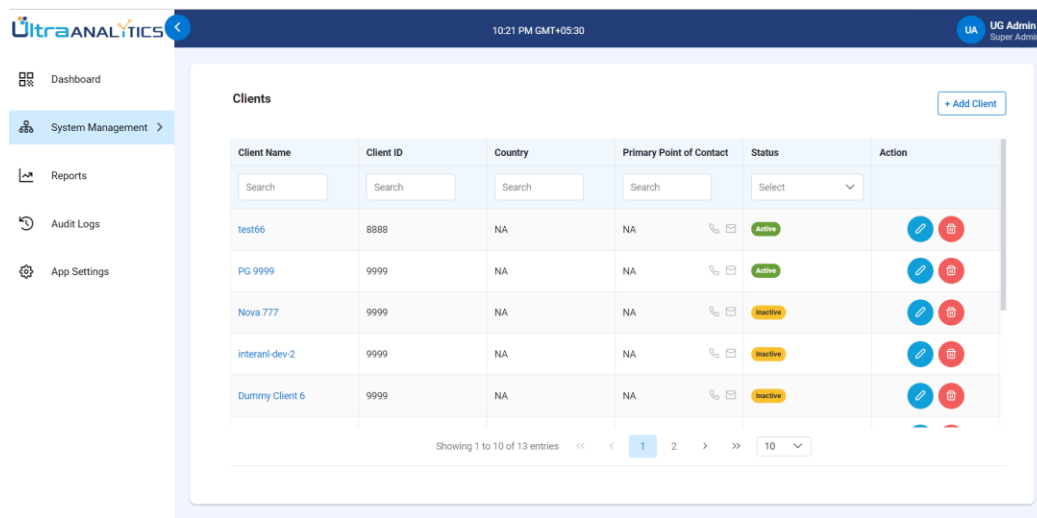 UltraANALYTICS
10:21 PM GMT+05:30
UA
UG Admin
Super Admin
Dashboard
System Management
Reports
Audit Logs
App Settings
Clients
+ Add Client
Client Name Client ID Country Primary Point of Contact Status Action
Search Search Search Search Select
test66 8888 NA NA Active
PG 9999 9999 NA NA Active
Nova 777 9999 NA NA Inactive
interanl-dev-2 9999 NA NA Inactive
Dummy Client 6 9999 NA NA Inactive
Showing 1 to 10 of 13 entries << < 1 2 > >> 10